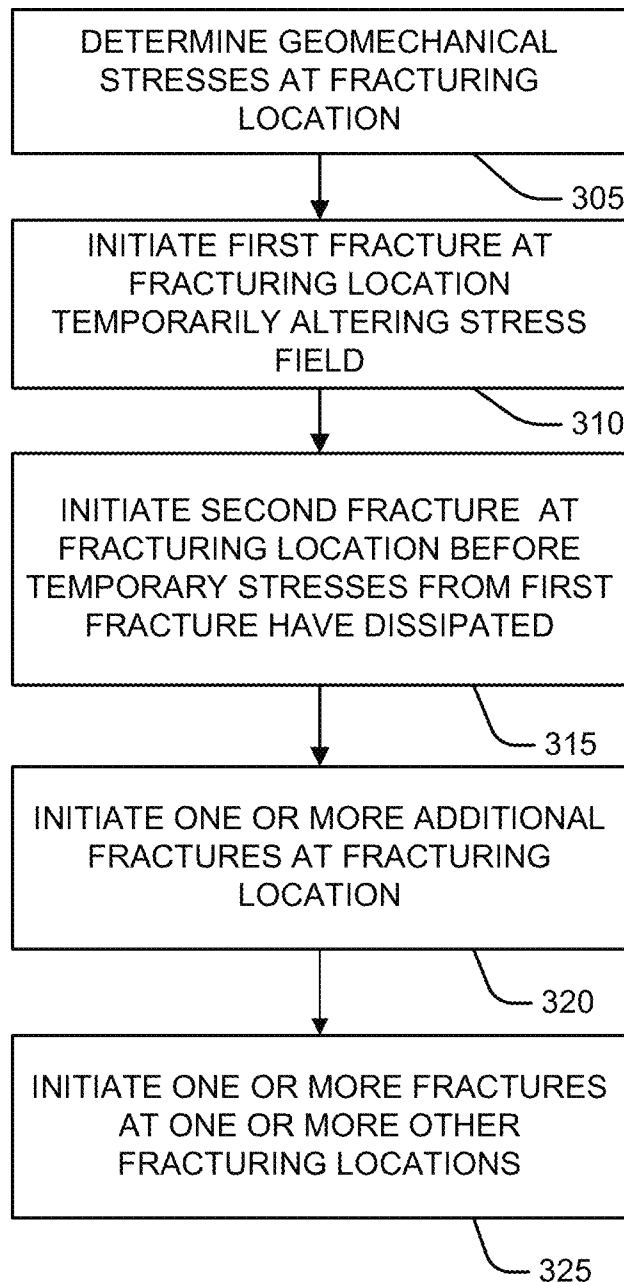 DETERMINE GEOMECHANICAL
STRESSES AT FRACTURING
LOCATION
305
INITIATE FIRST FRACTURE AT
FRACTURING LOCATION
TEMPORARILY ALTERING STRESS
FIELD
310
INITIATE SECOND FRACTURE AT
FRACTURING LOCATION BEFORE
TEMPORARY STRESSES FROM FIRST
FRACTURE HAVE DISSIPATED
315
INITIATE ONE OR MORE ADDITIONAL
FRACTURES AT FRACTURING
LOCATION
320
INITIATE ONE OR MORE FRACTURES
AT ONE OR MORE OTHER
FRACTURING LOCATIONS
325